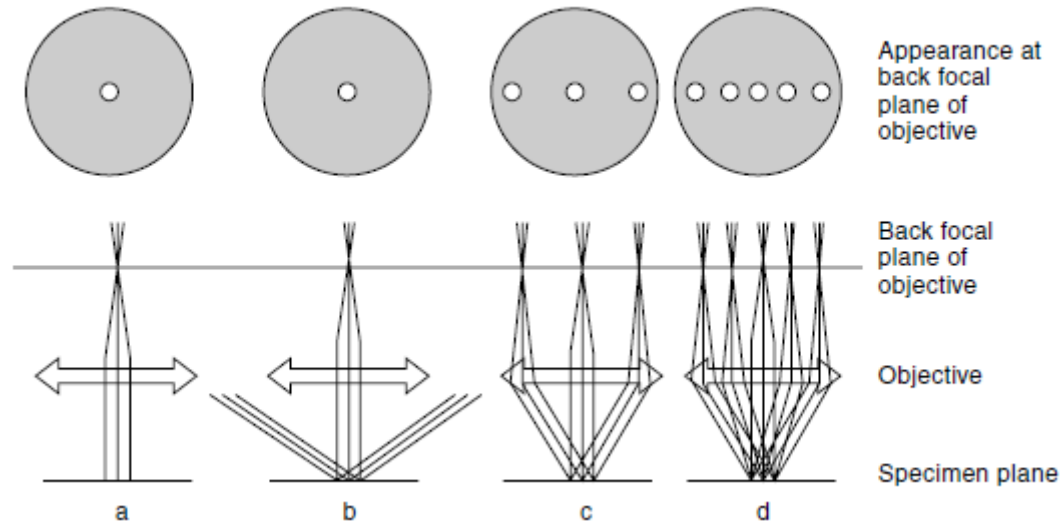 Appearance at
back focal
plane of
objective
Back focal
plane of
objective
Objective
Specimen plane
a
b
c
d